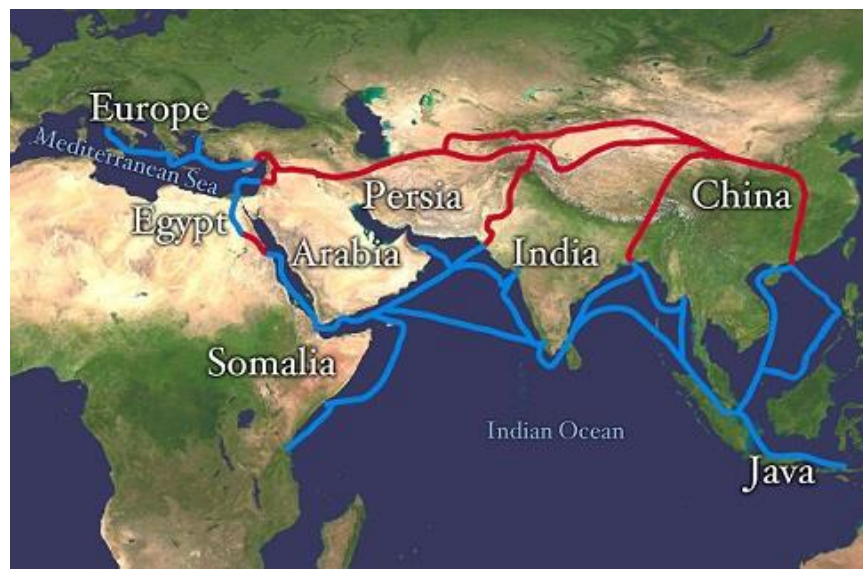 Europe
Mediterranean Sea
Egypt
Arabia
Persia
India
China
Somalia
Indian Ocean
Java